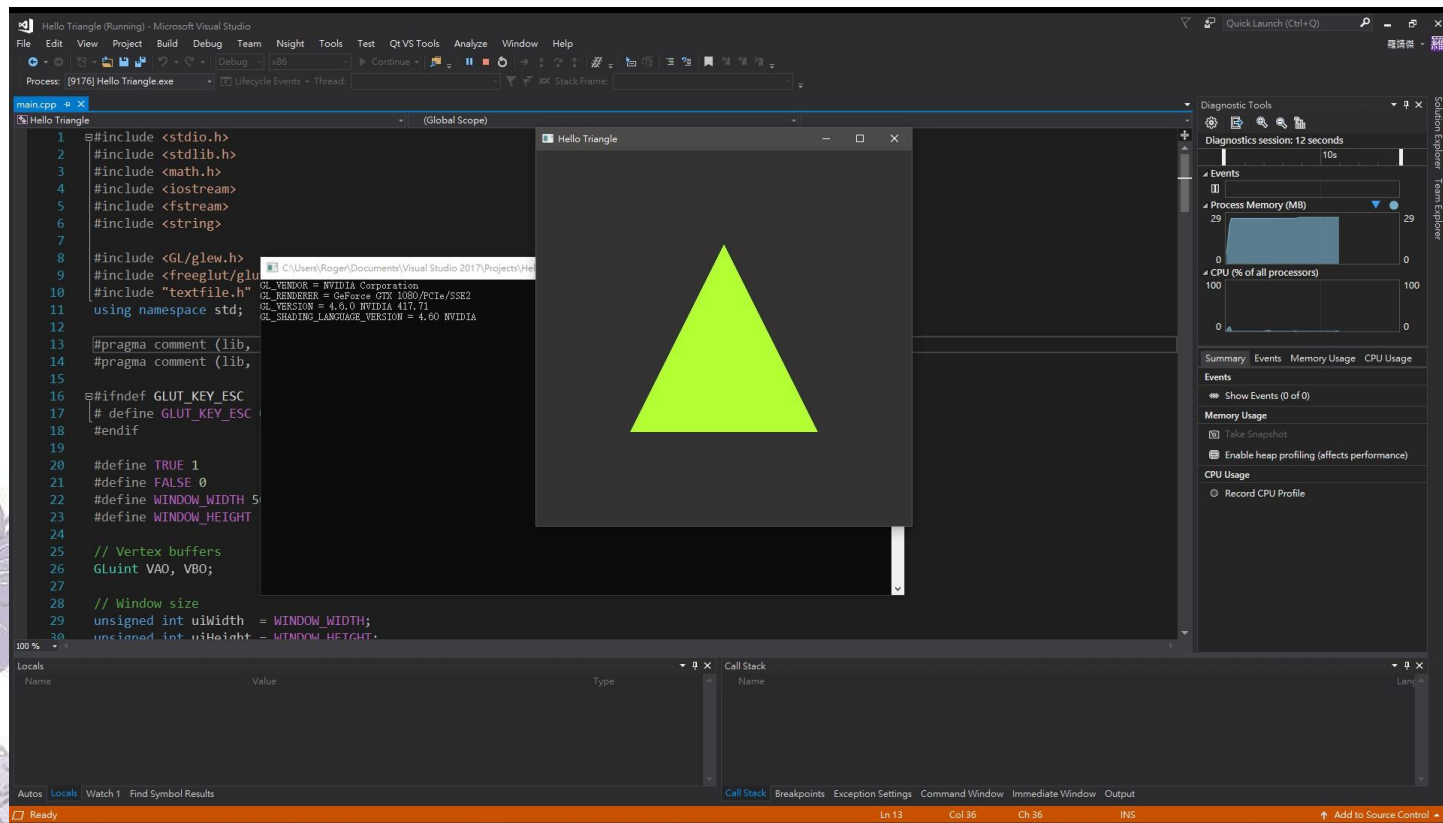 Hello Triangle (Running) - Microsoft Visual Studio
Quick Launch (Ctrl+Q)
File Edit View Project Build Debug Team Nsight Tools Test Qt VS Tools Analyze Window Help
Debug x86 Continue
Process: [9176] Hello Triangle.exe Lifecycle Events Thread: Stack Frame:
main.cpp
Hello Triangle (Global Scope)
1 #include <stdio.h>
2 #include <stdlib.h>
3 #include <math.h>
4 #include <iostream>
5 #include <fstream>
6 #include <string>
7
8 #include <GL/glew.h>
9 #include <freeglut/glu
10 #include "textfile.h"
11 using namespace std;
12
13 #pragma comment (lib,
14 #pragma comment (lib,
15
16 #ifndef GLUT_KEY_ESC
17 # define GLUT_KEY_ESC
18 #endif
19
20 #define TRUE 1
21 #define FALSE 0
22 #define WINDOW_WIDTH 5
23 #define WINDOW_HEIGHT
24
25 // Vertex buffers
26 GLuint VAO, VBO;
27
28 // Window size
29 unsigned int uiWidth = WINDOW_WIDTH;
30 unsigned int uiHeight = WINDOW_HEIGHT;
100 %
C:\Users\Roger\Documents\Visual Studio 2017\Projects\Hel
GL_VENDOR = NVIDIA Corporation
GL_RENDERER = GeForce GTX 1080/PCIe/SSE2
GL_VERSION = 4.6.0 NVIDIA 417.71
GL_SHADING_LANGUAGE_VERSION = 4.60 NVIDIA
Hello Triangle
Diagnostic Tools
Diagnostics session: 12 seconds
10s
Events
Process Memory (MB)
29 29
0 0
CPU (% of all processors)
100 100
0 0
Summary Events Memory Usage CPU Usage
Events
Show Events (0 of 0)
Memory Usage
Take Snapshot
Enable heap profiling (affects performance)
CPU Usage
Record CPU Profile
Solution Explorer
Team Explorer
Locals
Name Value Type
Autos Locals Watch 1 Find Symbol Results
Call Stack
Name Lang
Call Stack Breakpoints Exception Settings Command Window Immediate Window Output
Ready Ln 13 Col 36 Ch 36 INS Add to Source Control